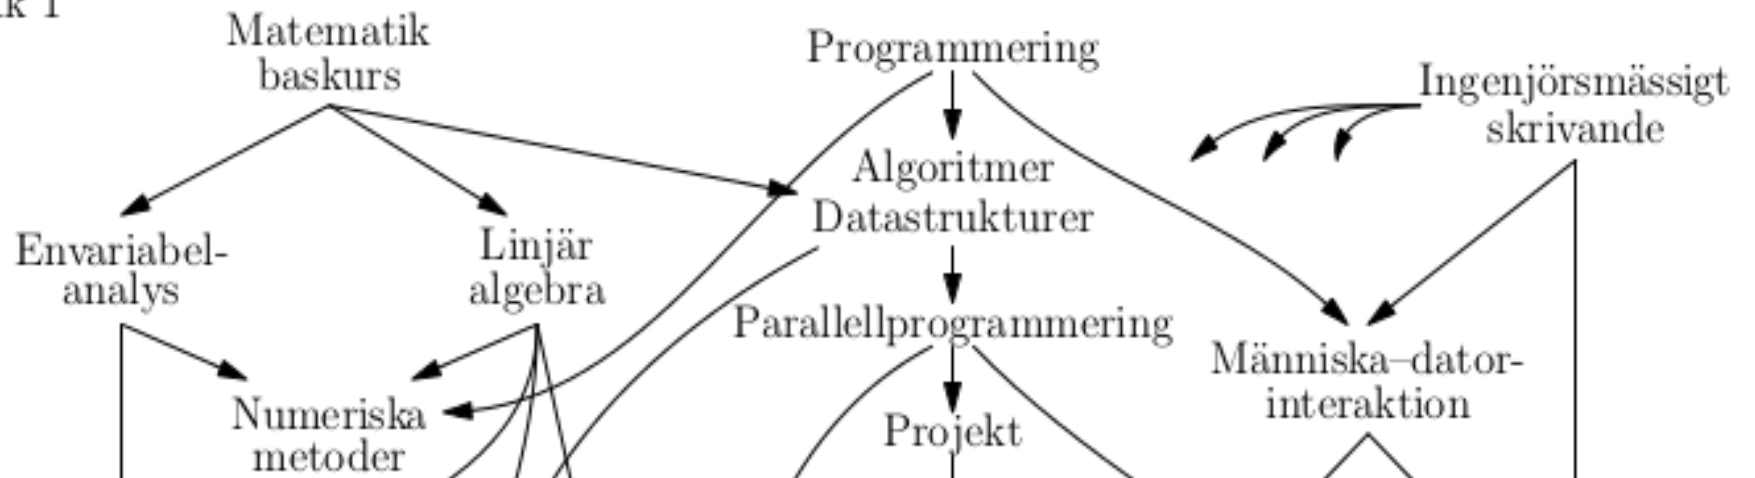 Matematik
baskurs
Programmering
Ingenjörsmässigt
skrivande
Algoritmer
Datastrukturer
Envariabel-
analys
Linjär
algebra
Parallellprogrammering
Människa–dator-
interaktion
Numeriska
metoder
Projekt